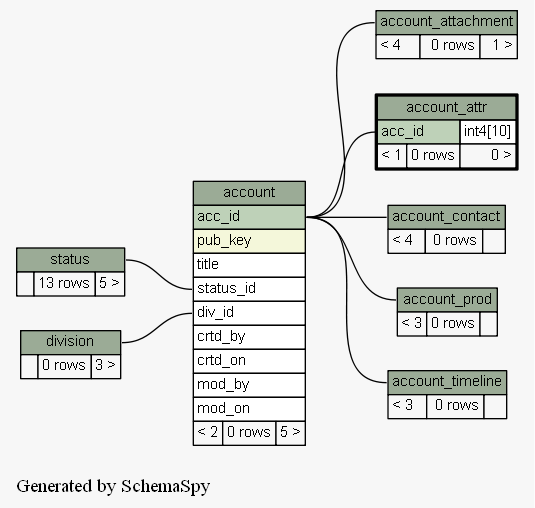 account_attachment
< 4 0 rows 1 >
account_attr
acc_id int4[10]
< 1 0 rows 0 >
account
acc_id
pub_key
title
status_id
div_id
crtd_by
crtd_on
mod_by
mod_on
< 2 0 rows 5 >
account_contact
< 4 0 rows
status
13 rows 5 >
account_prod
< 3 0 rows
division
0 rows 3 >
account_timeline
< 3 0 rows
Generated by SchemaSpy